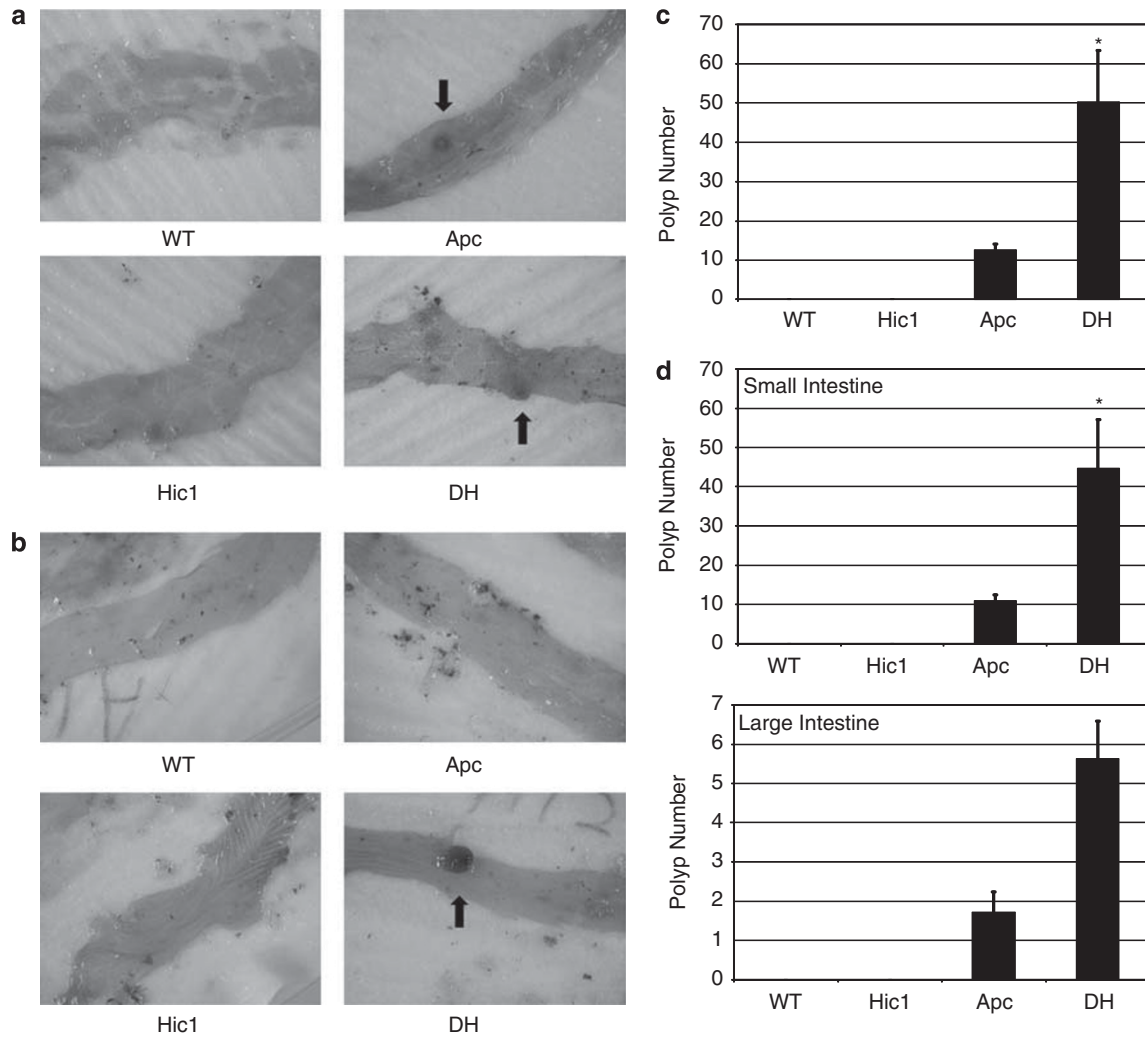 a
WT
Apc
Hic1
DH
b
WT
Apc
Hic1
DH
c
70
60
50
40
30
20
10
0
Polyp Number
*
WT Hic1 Apc DH
d
Small Intestine
70
60
50
40
30
20
10
0
Polyp Number
*
WT Hic1 Apc DH
Large Intestine
7
6
5
4
3
2
1
0
Polyp Number
WT Hic1 Apc DH